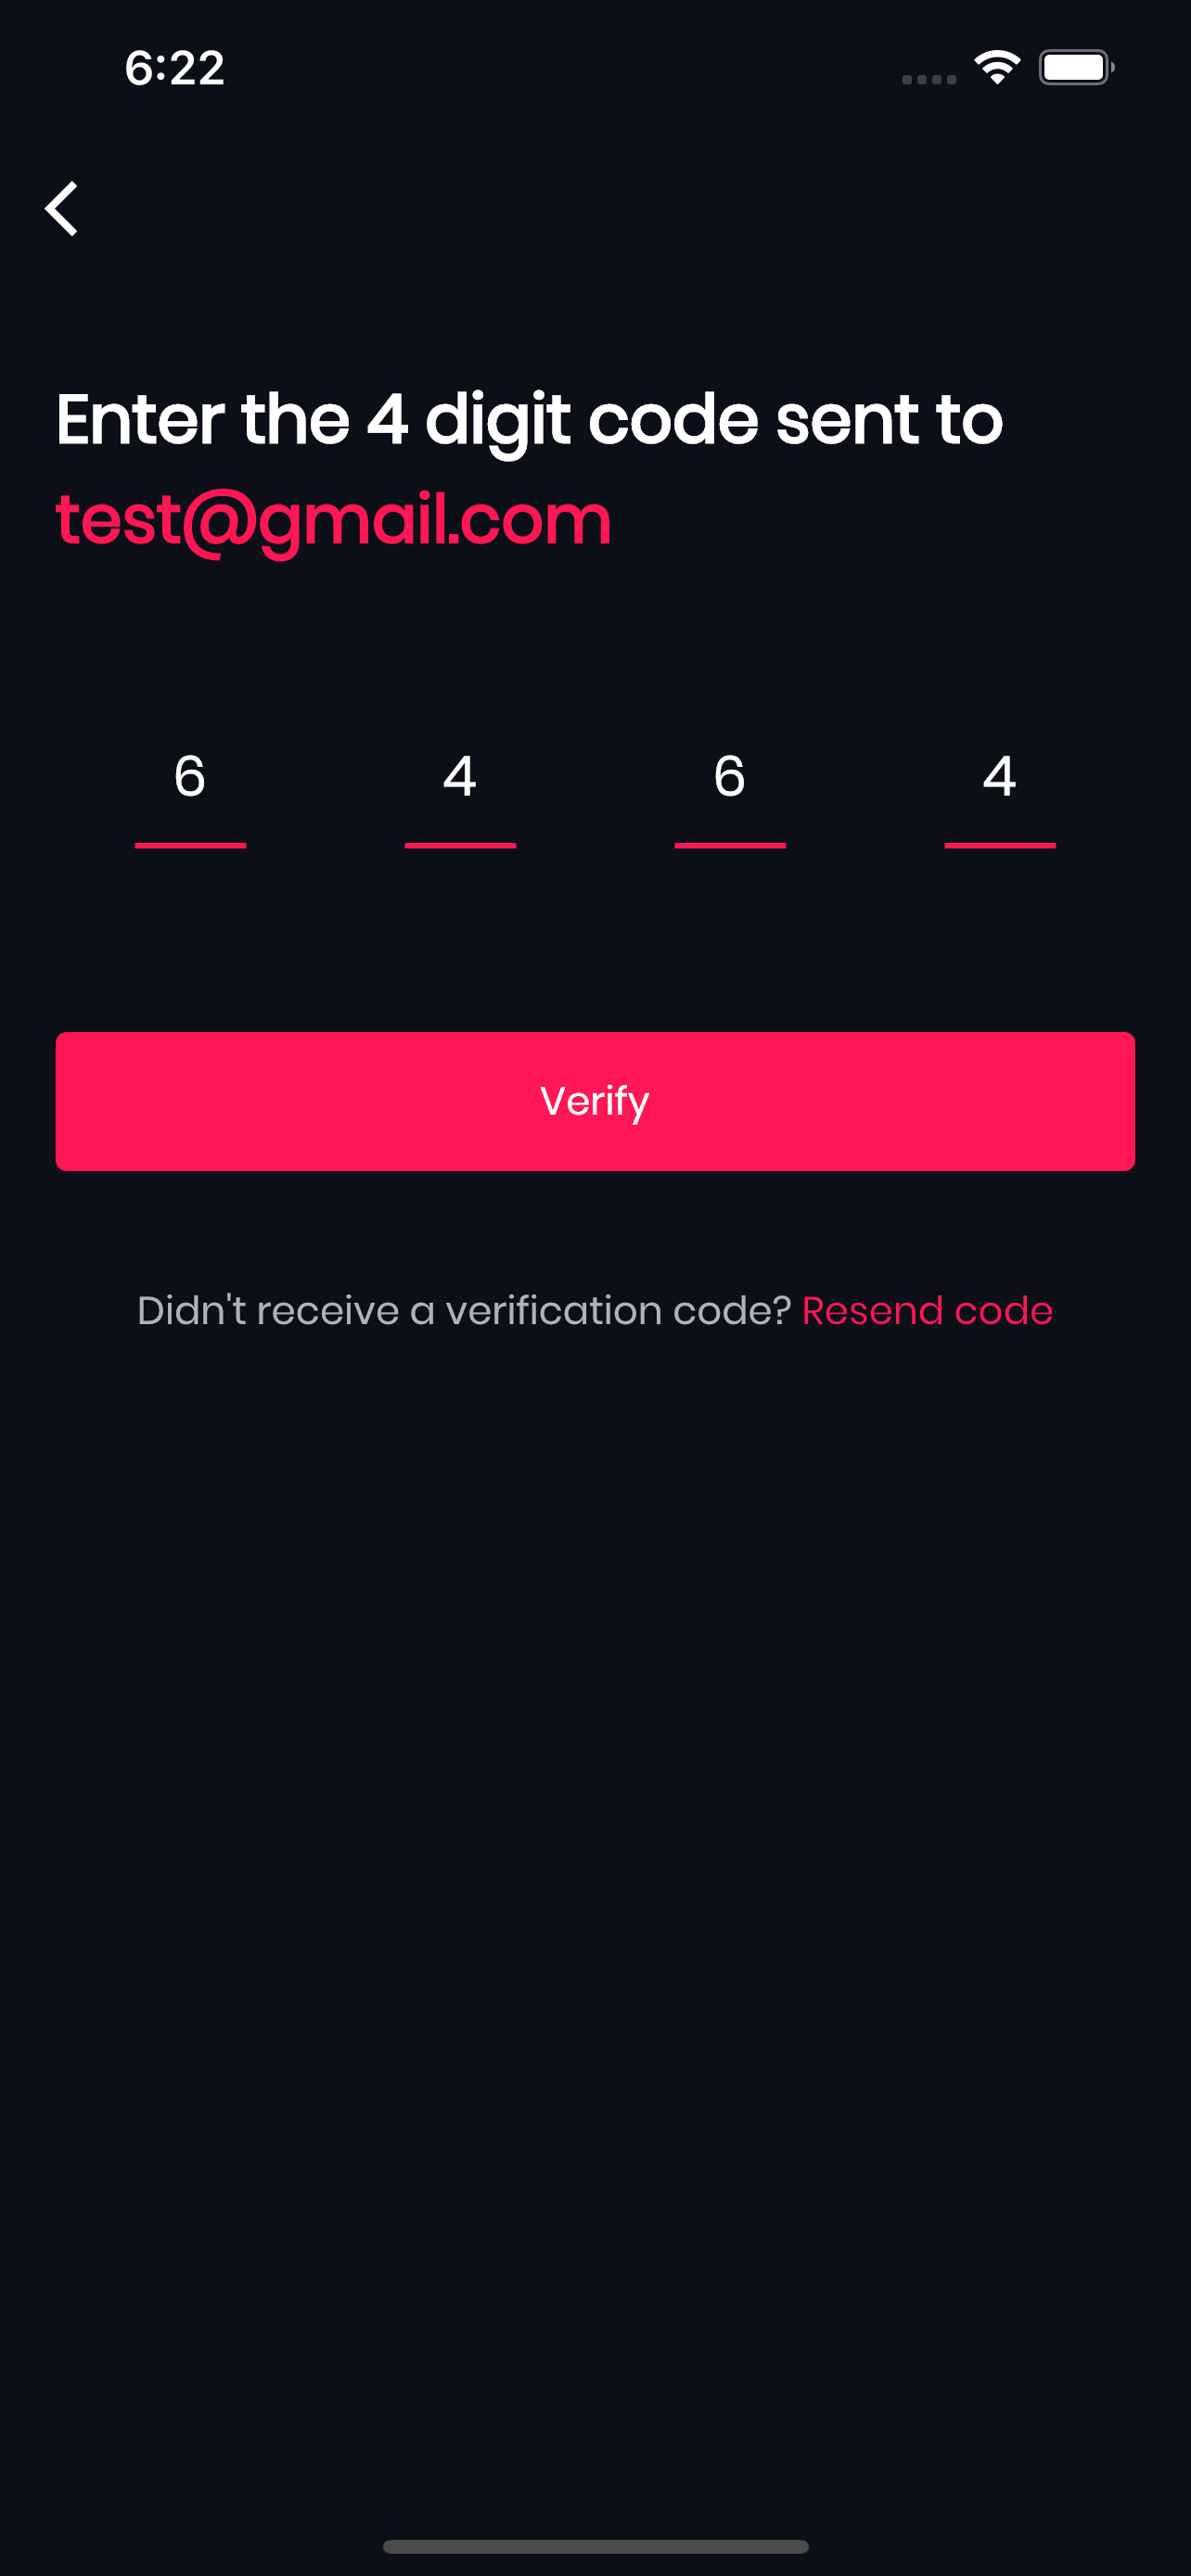 6:22
Enter the 4 digit code sent to
test@gmail.com
6 4 6 4
Verify
Didn't receive a verification code? Resend code